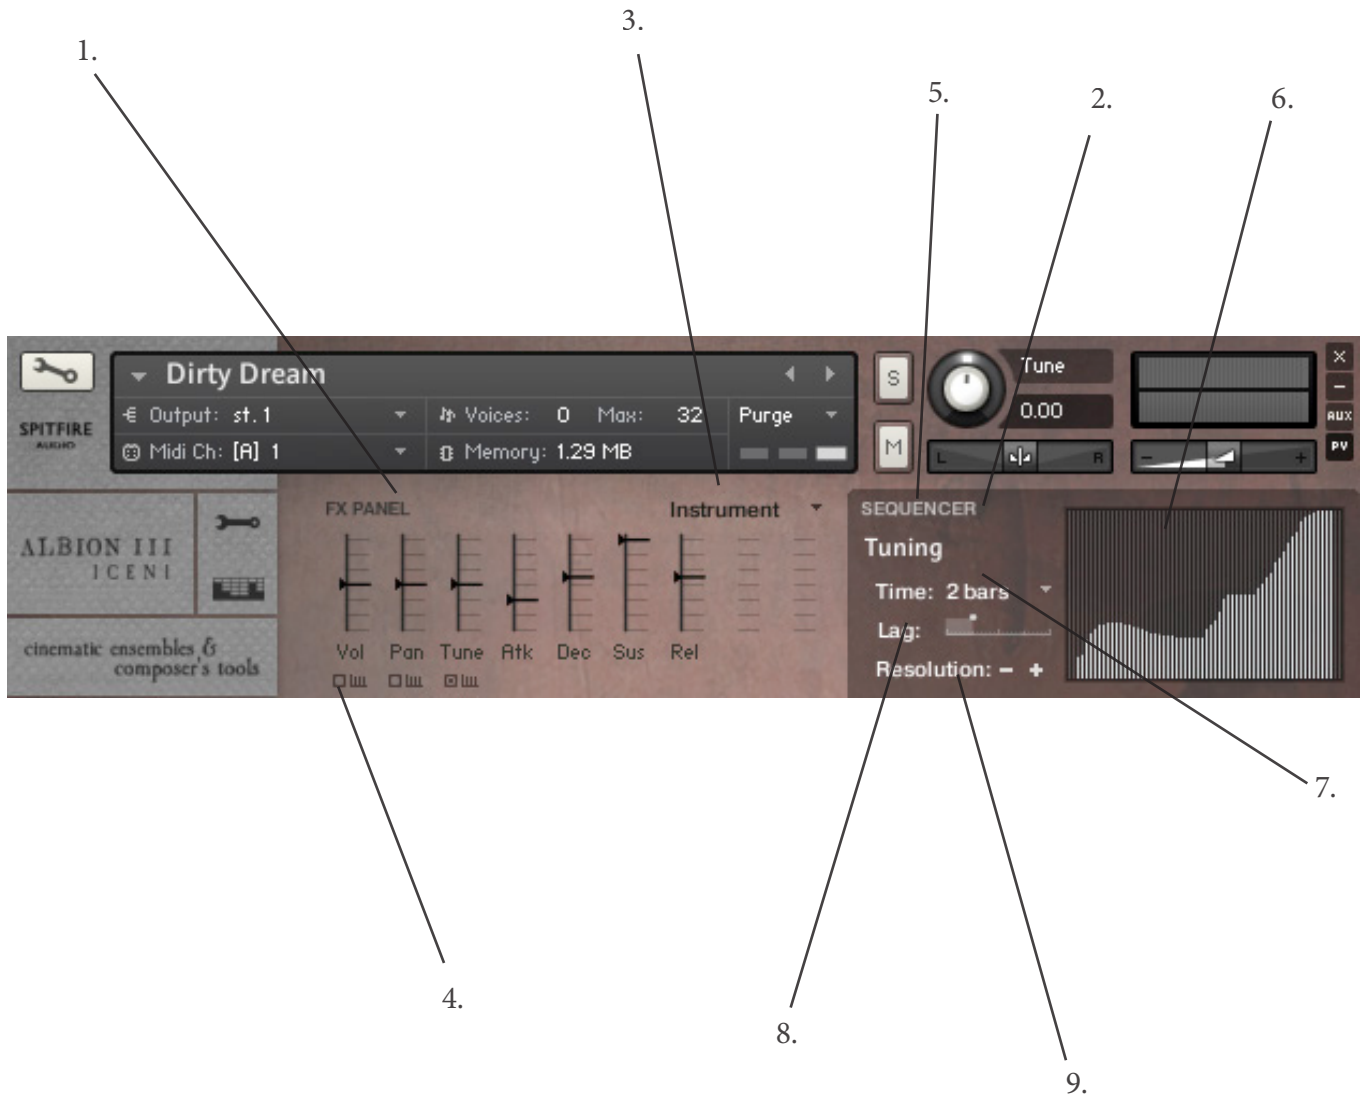 3.
1.
5.
2.
6.
Dirty Dream
S
Tune
X
–
Output: st. 1
Voices: 0 Max: 32
Purge
0.00
AUX
SPITFIRE
AUDIO
Midi Ch: [A] 1
Memory: 1.29 MB
M
L R
– +
PV
FX PANEL
Instrument
SEQUENCER
ALBION III
ICENI
Tuning
Time: 2 bars
Lag:
cinematic ensembles &
composer's tools
Vol Pan Tune Atk Dec Sus Rel
Resolution: – +
7.
4.
8.
9.